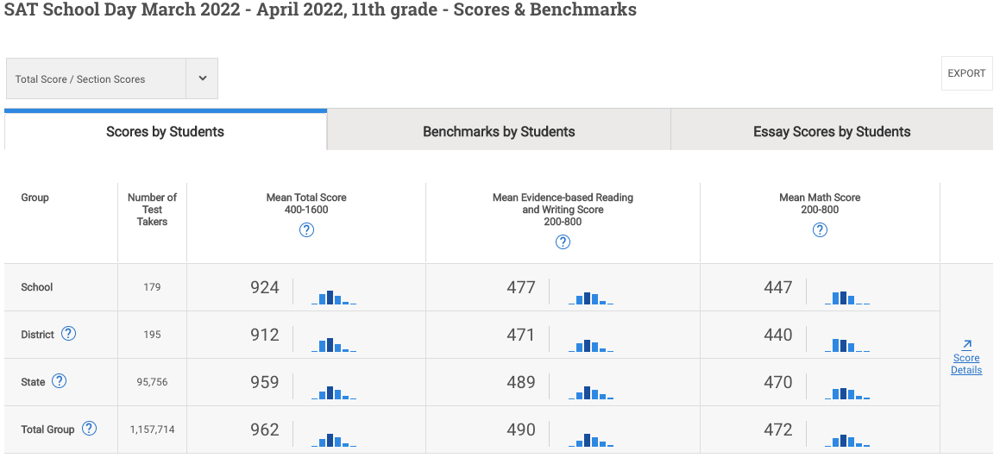 SAT School Day March 2022 - April 2022, 11th grade - Scores & Benchmarks
Total Score / Section Scores
EXPORT
Scores by Students
Benchmarks by Students
Essay Scores by Students
Group
Number of
Test
Takers
Mean Total Score
400-1600
?
Mean Evidence-based Reading
and Writing Score
200-800
?
Mean Math Score
200-800
?
School 179 924 477 447
District ? 195 912 471 440
State ? 95,756 959 489 470
Total Group ? 1,157,714 962 490 472
Score
Details